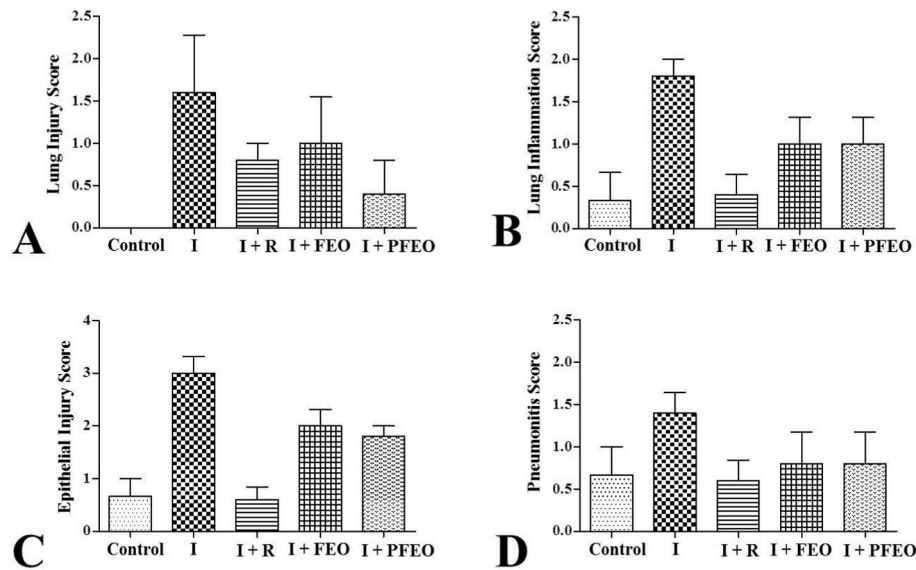 A
Lung Injury Score
2.5
2.0
1.5
1.0
0.5
0.0
Control I I + R I + FEO I + PFEO
B
Lung Inflammation Score
2.5
2.0
1.5
1.0
0.5
0.0
Control I I + R I + FEO I + PFEO
C
Epithelial Injury Score
4
3
2
1
0
Control I I + R I + FEO I + PFEO
D
Pneumonitis Score
2.5
2.0
1.5
1.0
0.5
0.0
Control I I + R I + FEO I + PFEO